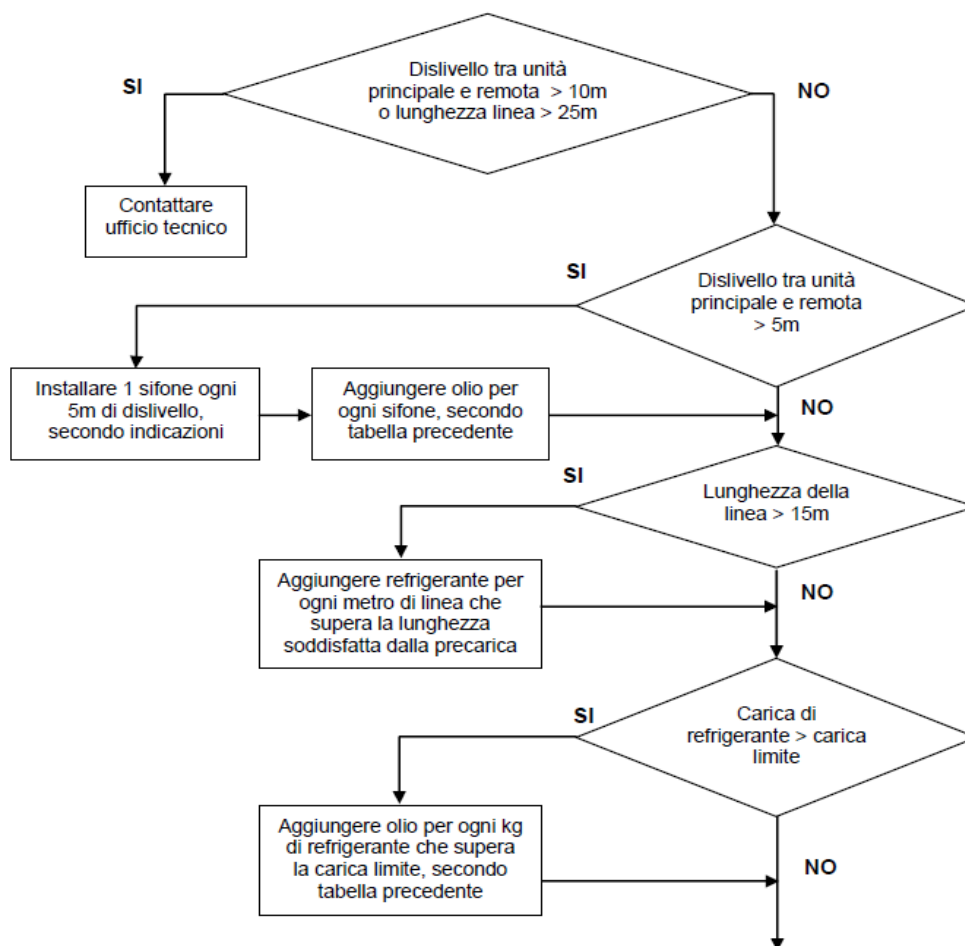 Dislivello tra unità
principale e remota > 10m
o lunghezza linea > 25m
SI
NO
Contattare
ufficio tecnico
SI
Dislivello tra unità
principale e remota
> 5m
Installare 1 sifone ogni
5m di dislivello,
secondo indicazioni
Aggiungere olio per
ogni sifone, secondo
tabella precedente
NO
SI
Lunghezza della
linea > 15m
Aggiungere refrigerante per
ogni metro di linea che
supera la lunghezza
soddisfatta dalla precarica
NO
SI
Carica di
refrigerante > carica
limite
Aggiungere olio per ogni kg
di refrigerante che supera
la carica limite, secondo
tabella precedente
NO